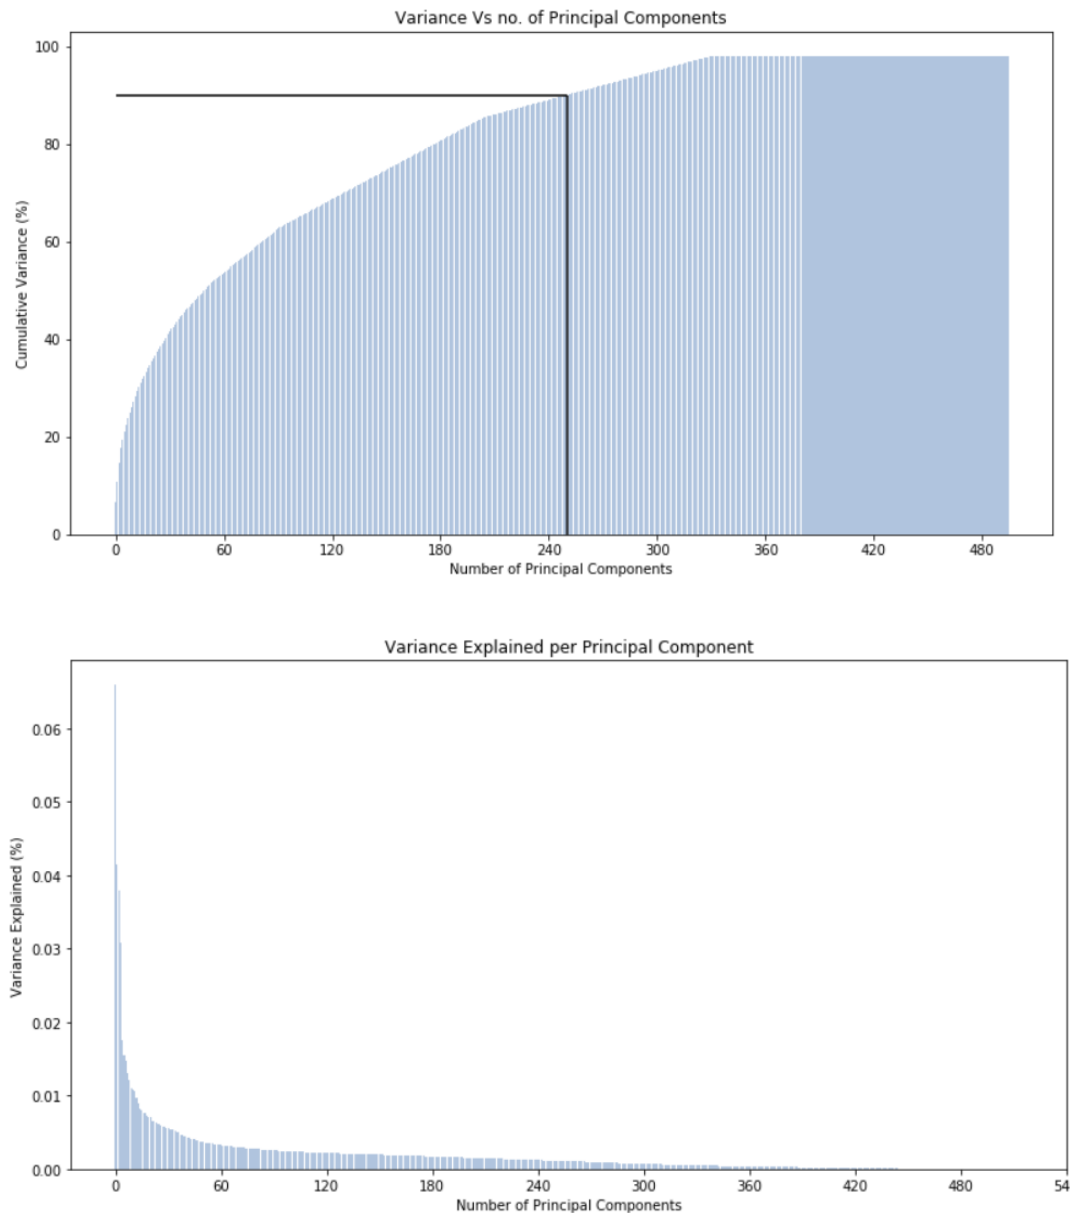 Variance Vs no. of Principal Components
100
80
60
40
20
0
Cumulative Variance (%)
0 60 120 180 240 300 360 420 480
Number of Principal Components
Variance Explained per Principal Component
0.06
0.05
0.04
0.03
0.02
0.01
0.00
Variance Explained (%)
0 60 120 180 240 300 360 420 480 54
Number of Principal Components